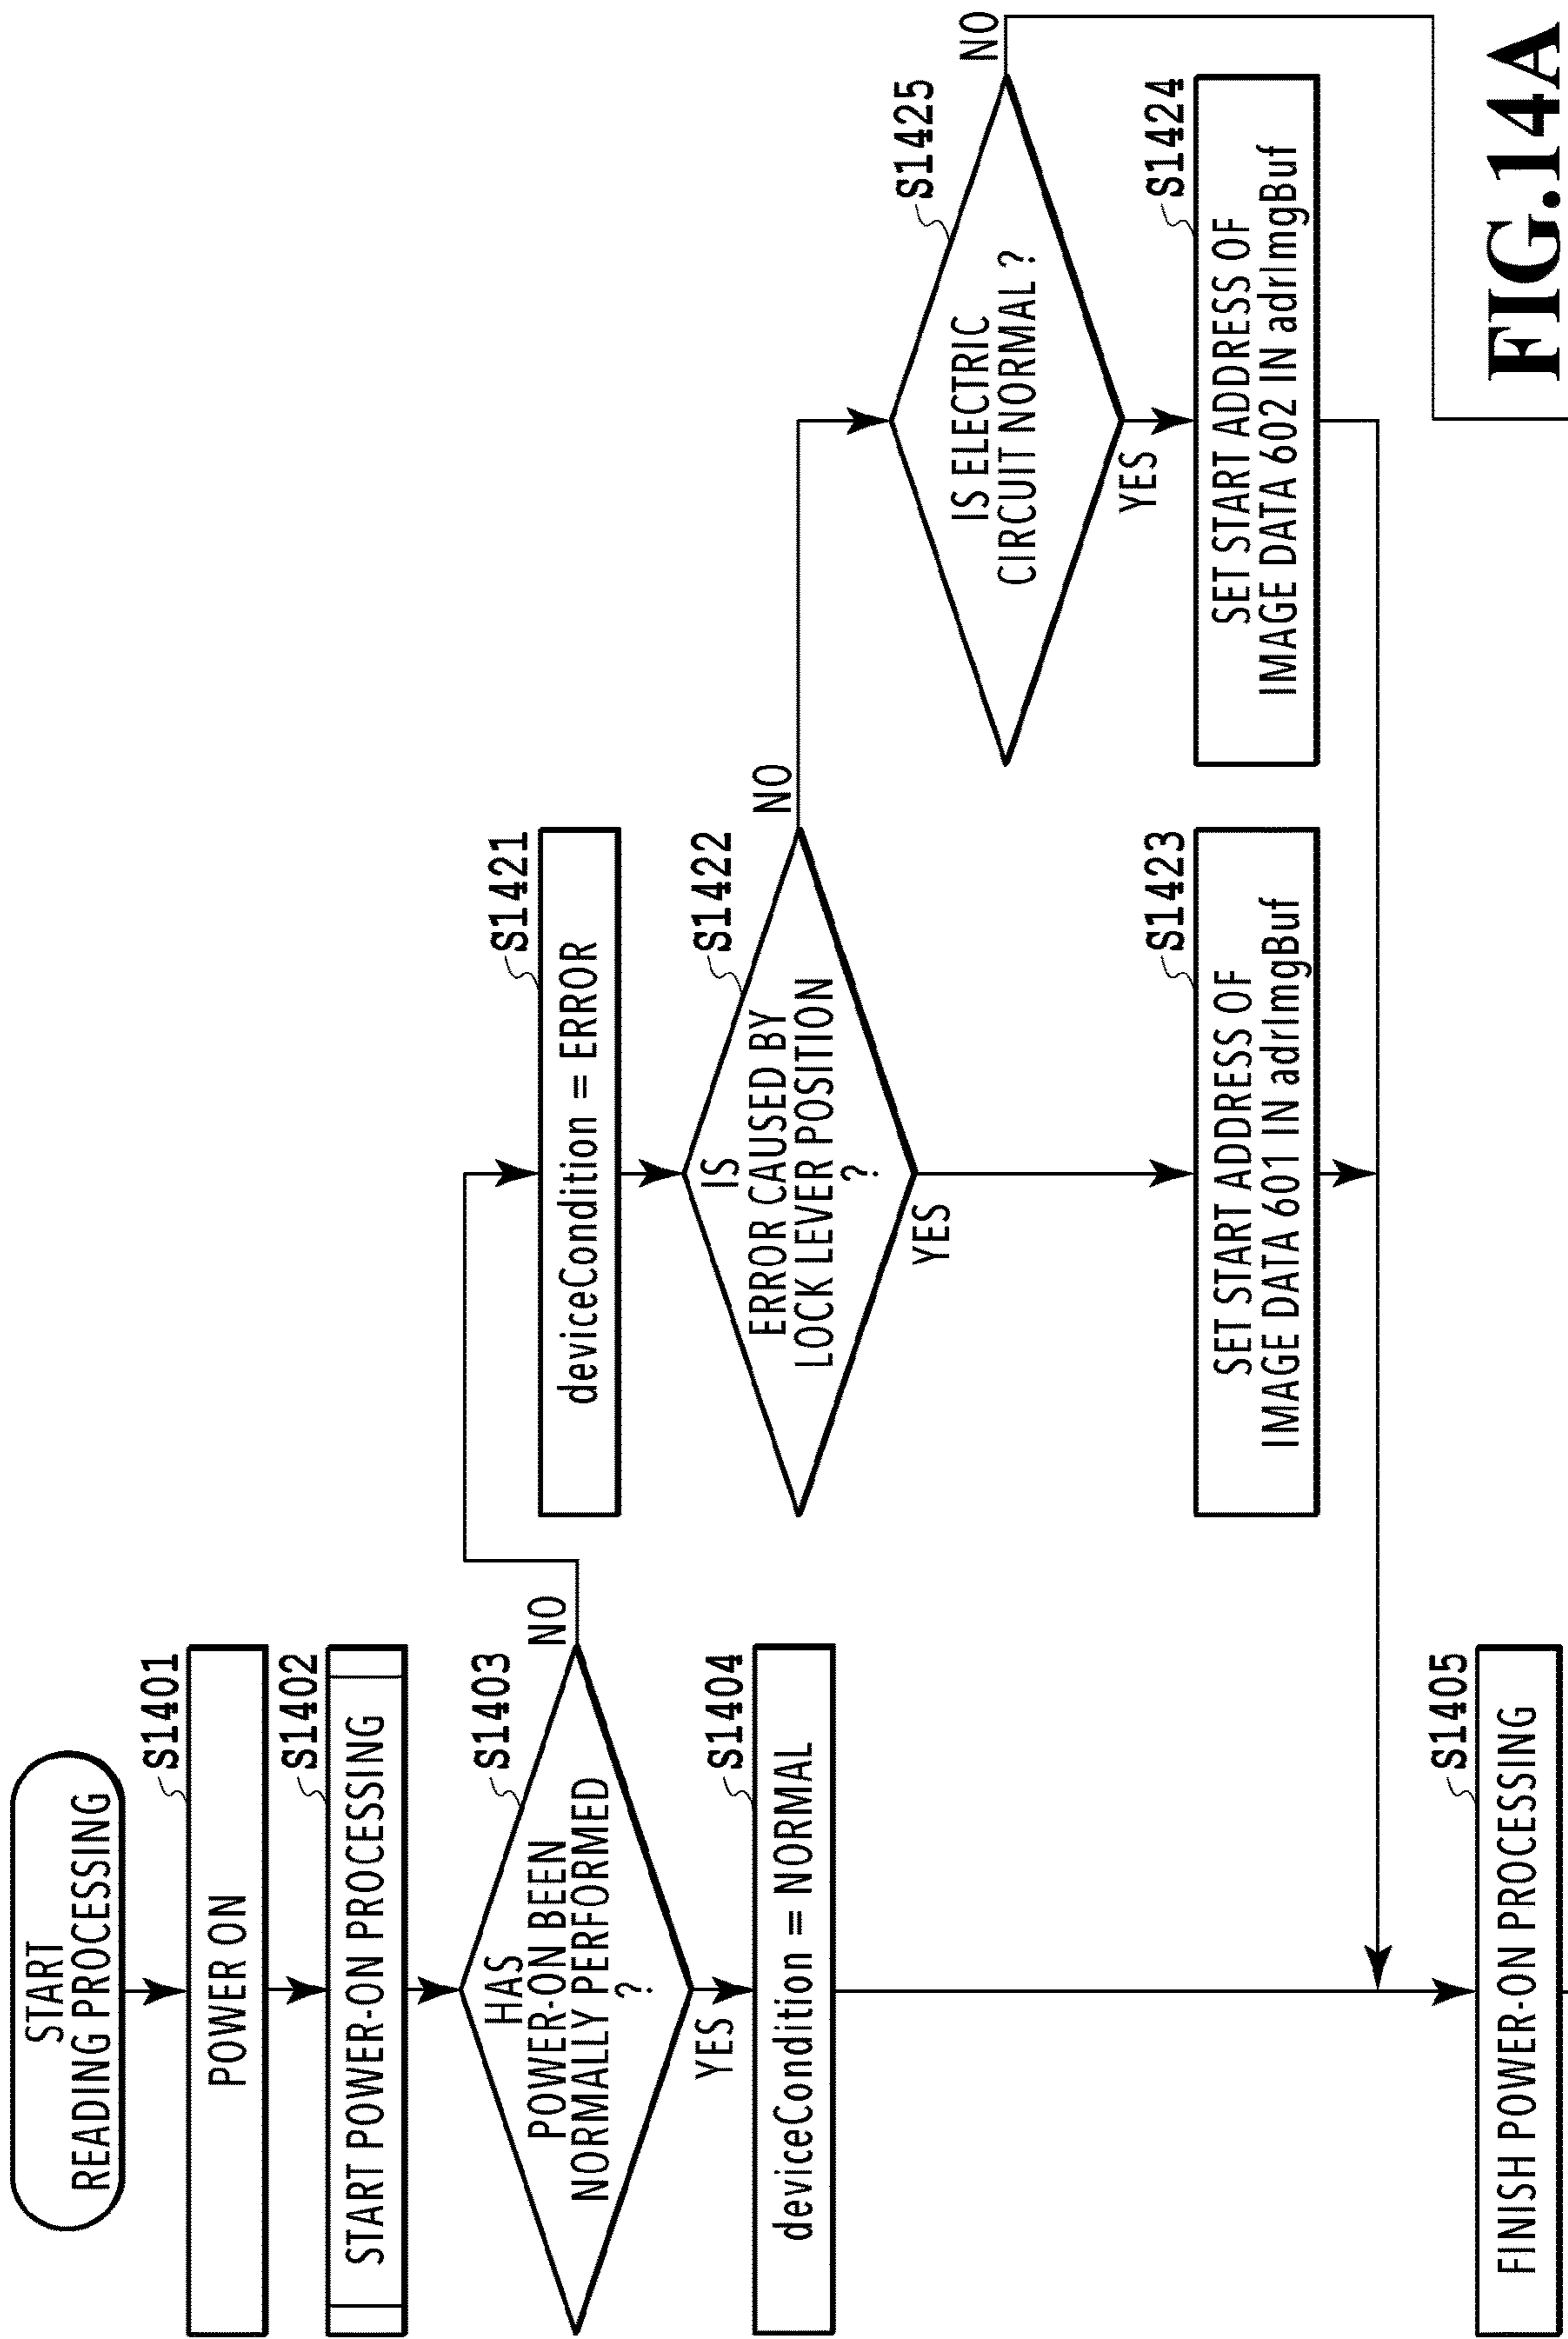 START
READING PROCESSING
S1401
POWER ON
S1402
START POWER-ON PROCESSING
S1403
HAS
POWER-ON BEEN
NORMALLY PERFORMED
?
NO
YES
S1404
deviceCondition = NORMAL
S1421
deviceCondition = ERROR
S1422
IS
ERROR CAUSED BY
LOCK LEVER POSITION
?
NO
YES
S1423
SET START ADDRESS OF
IMAGE DATA 601 IN adrImgBuf
S1425
IS ELECTRIC
CIRCUIT NORMAL ?
NO
YES
S1424
SET START ADDRESS OF
IMAGE DATA 602 IN adrImgBuf
S1405
FINISH POWER-ON PROCESSING
FIG.14A